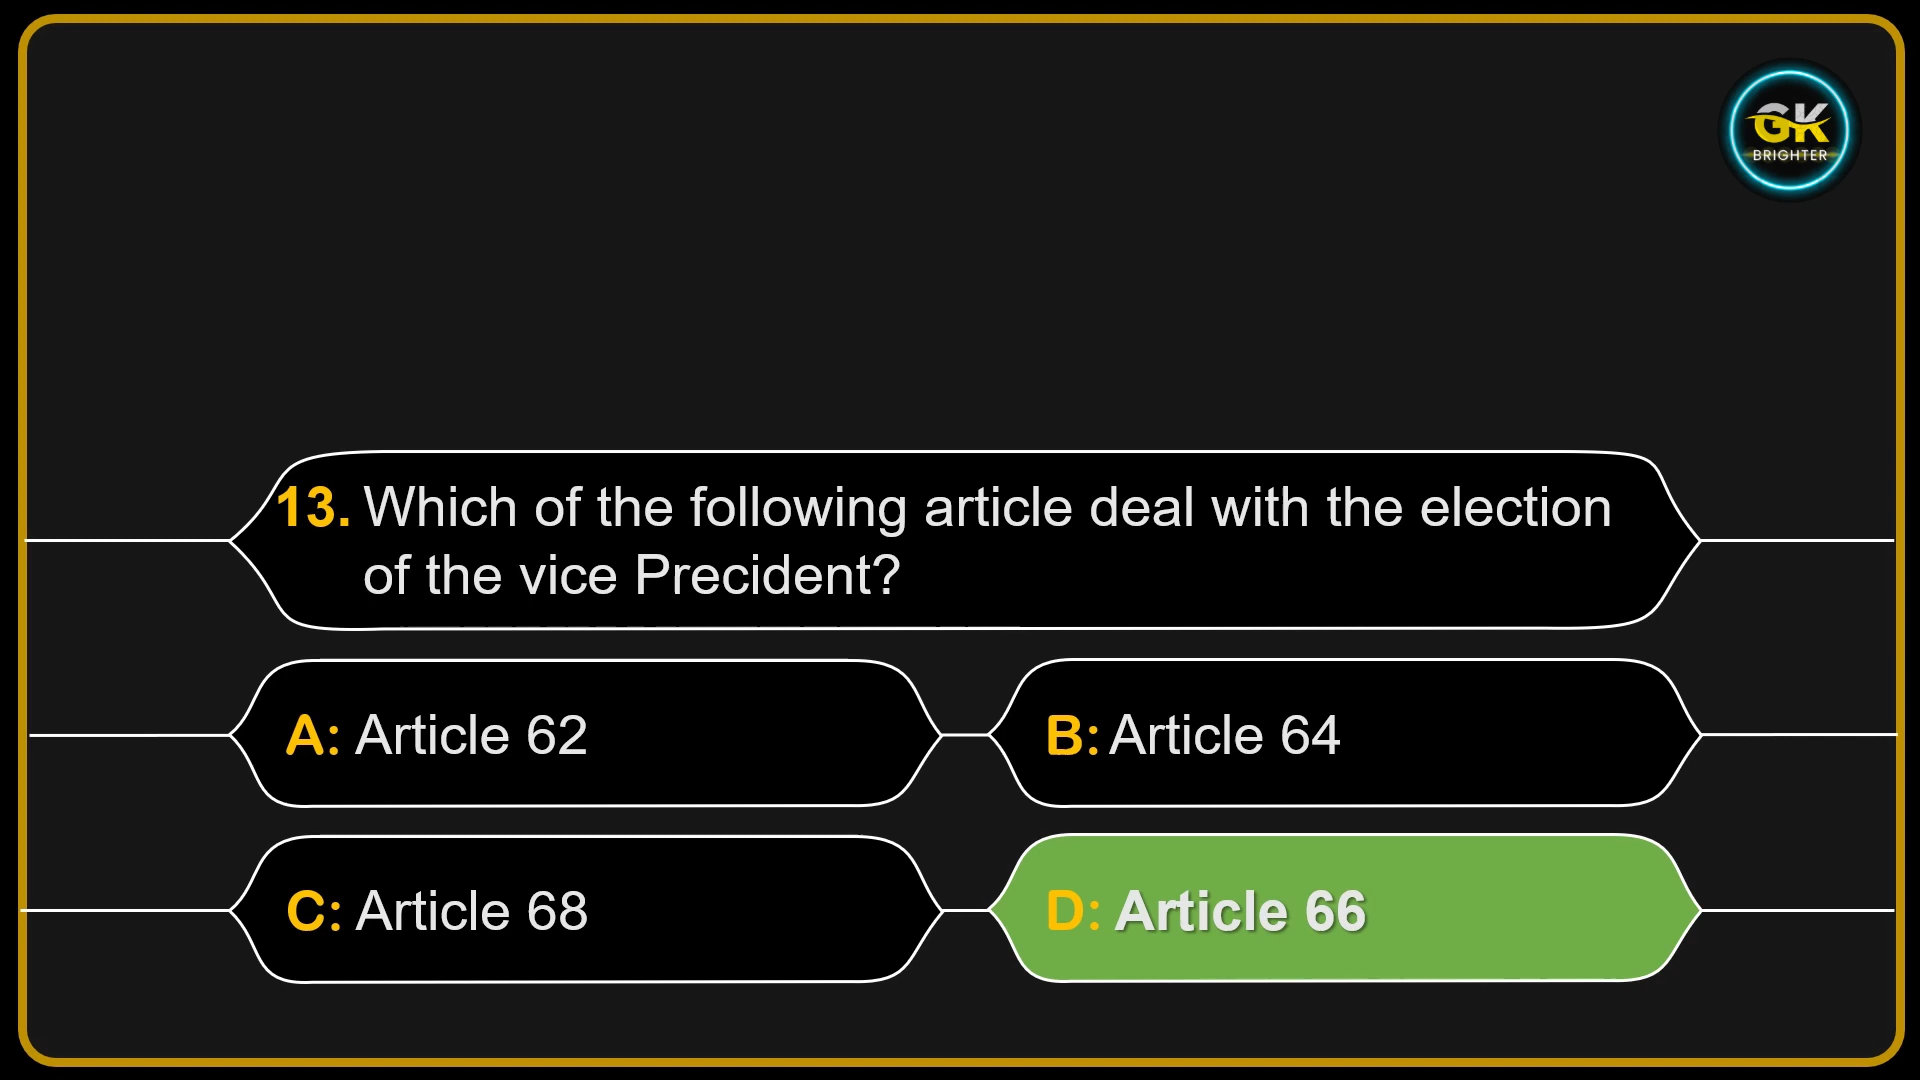 GK
BRIGHTER
13. Which of the following article deal with the election
of the vice Precident?
A: Article 62
B: Article 64
C: Article 68
D: Article 66